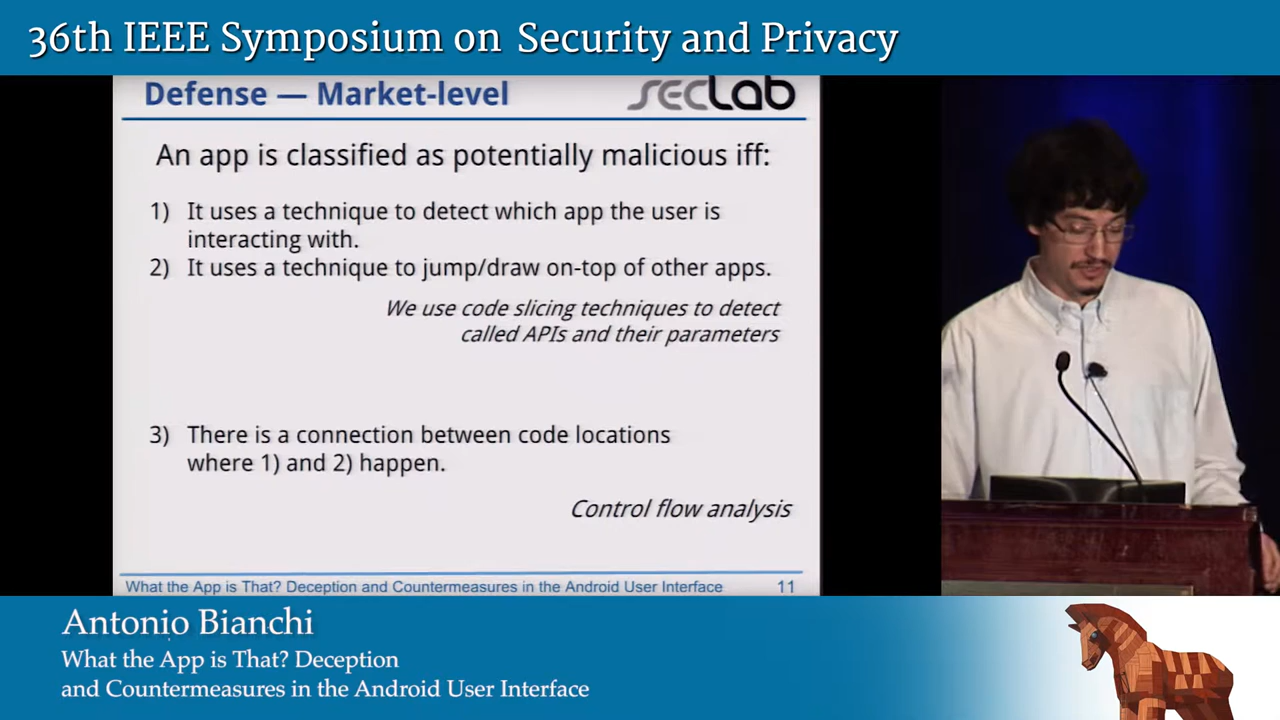 36th IEEE Symposium on Security and Privacy
Defense — Market-level
secLab
An app is classified as potentially malicious iff:
1) It uses a technique to detect which app the user is
interacting with.
2) It uses a technique to jump/draw on-top of other apps.
We use code slicing techniques to detect
called APIs and their parameters
3) There is a connection between code locations
where 1) and 2) happen.
Control flow analysis
What the App is That? Deception and Countermeasures in the Android User Interface 11
Antonio Bianchi
What the App is That? Deception
and Countermeasures in the Android User Interface